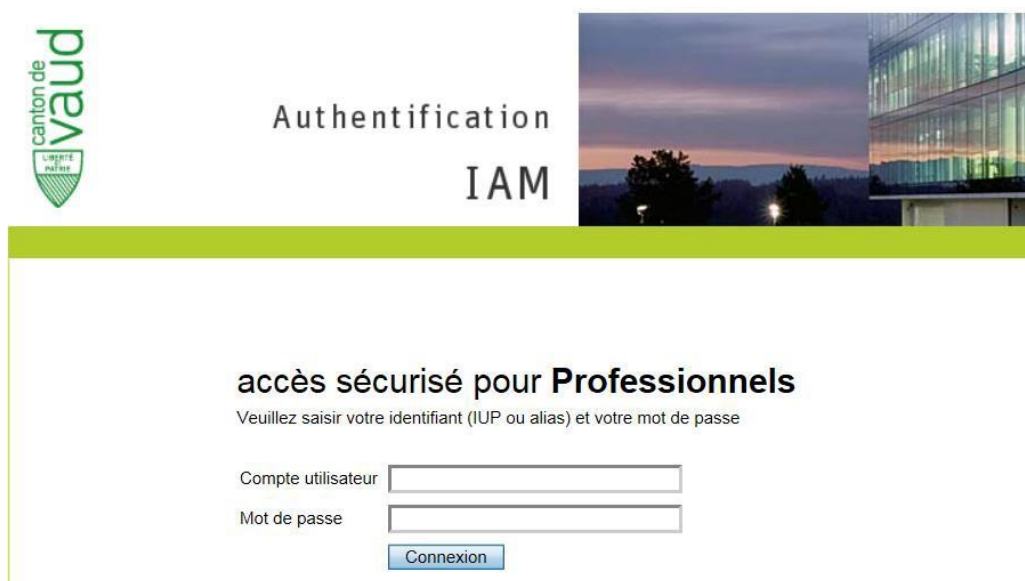 canton de
vaud
LIBERTÉ
ET
PATRIE
Authentification
IAM
accès sécurisé pour Professionnels
Veuillez saisir votre identifiant (IUP ou alias) et votre mot de passe
Compte utilisateur
Mot de passe
Connexion